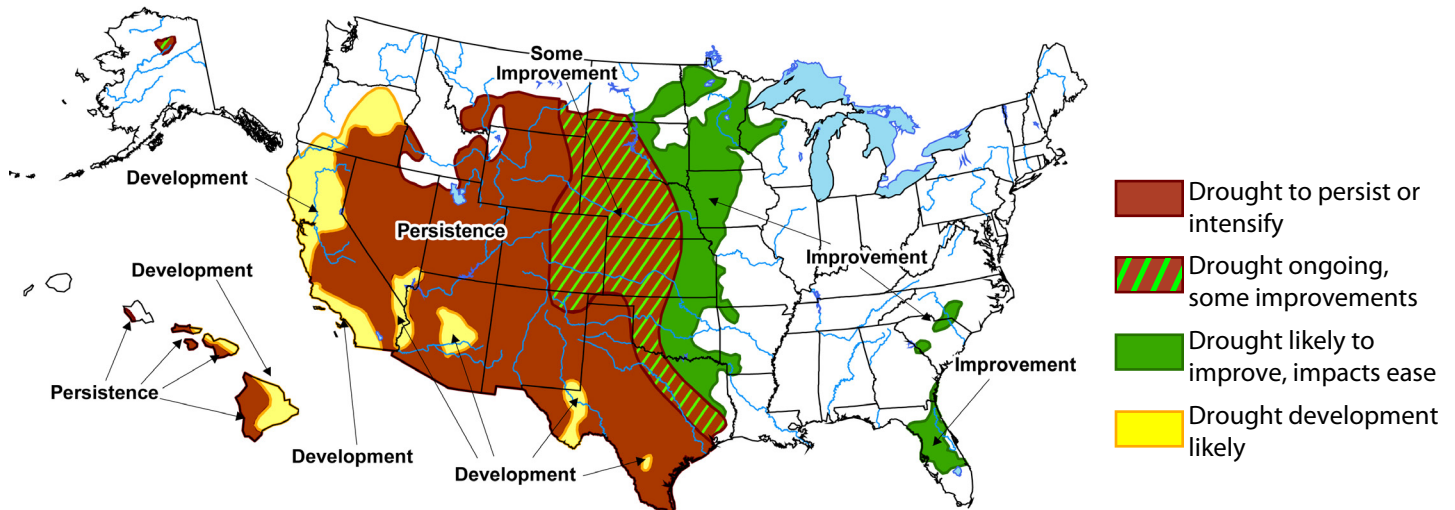 Some
Improvement
Development
Persistence
Development
Improvement
Persistence
Improvement
Development
Development
Drought to persist or
intensify
Drought ongoing,
some improvements
Drought likely to
improve, impacts ease
Drought development
likely